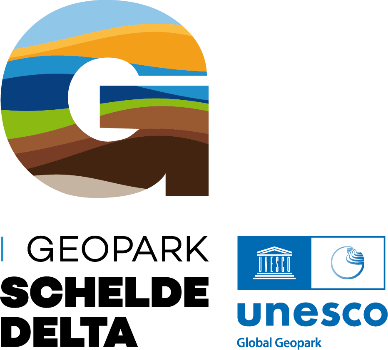 G
GEOPARK
SCHELDE
DELTA
UNESCO
unesco
Global Geopark